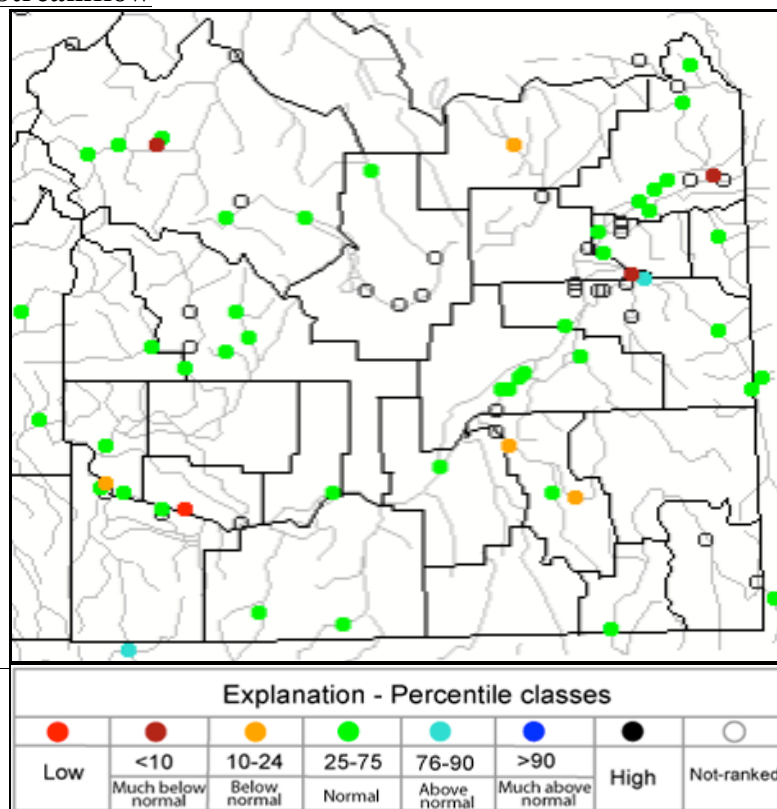 Explanation - Percentile classes
Low <10 10-24 25-75 76-90 >90 High Not-ranked
Much below normal Below normal Normal Above normal Much above normal